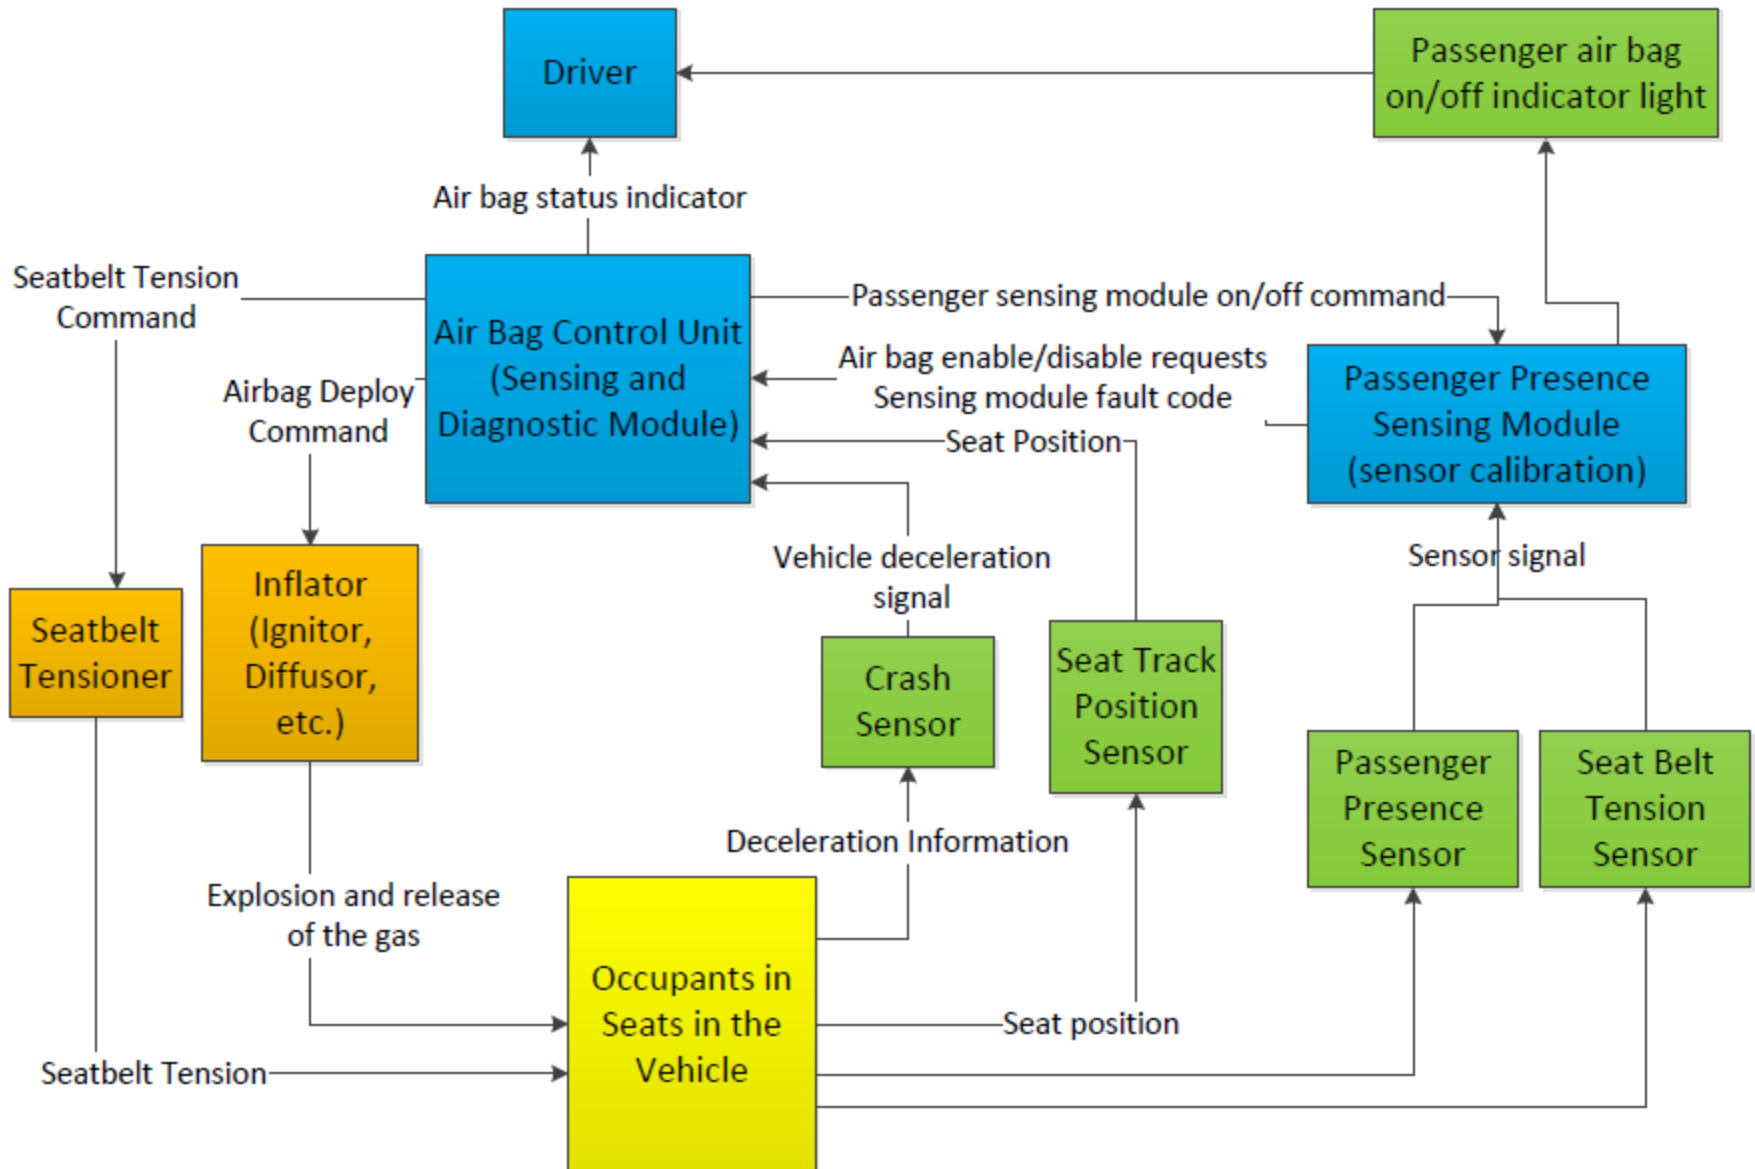 Driver
Passenger air bag
on/off indicator light
Air bag status indicator
Seatbelt Tension
Command
Air Bag Control Unit
(Sensing and
Diagnostic Module)
Passenger sensing module on/off command
Air bag enable/disable requests
Sensing module fault code
Seat Position
Passenger Presence
Sensing Module
(sensor calibration)
Airbag Deploy
Command
Vehicle deceleration
signal
Sensor signal
Seatbelt
Tensioner
Inflator
(Ignitor,
Diffusor,
etc.)
Crash
Sensor
Seat Track
Position
Sensor
Passenger
Presence
Sensor
Seat Belt
Tension
Sensor
Deceleration Information
Explosion and release
of the gas
Occupants in
Seats in the
Vehicle
Seat position
Seatbelt Tension